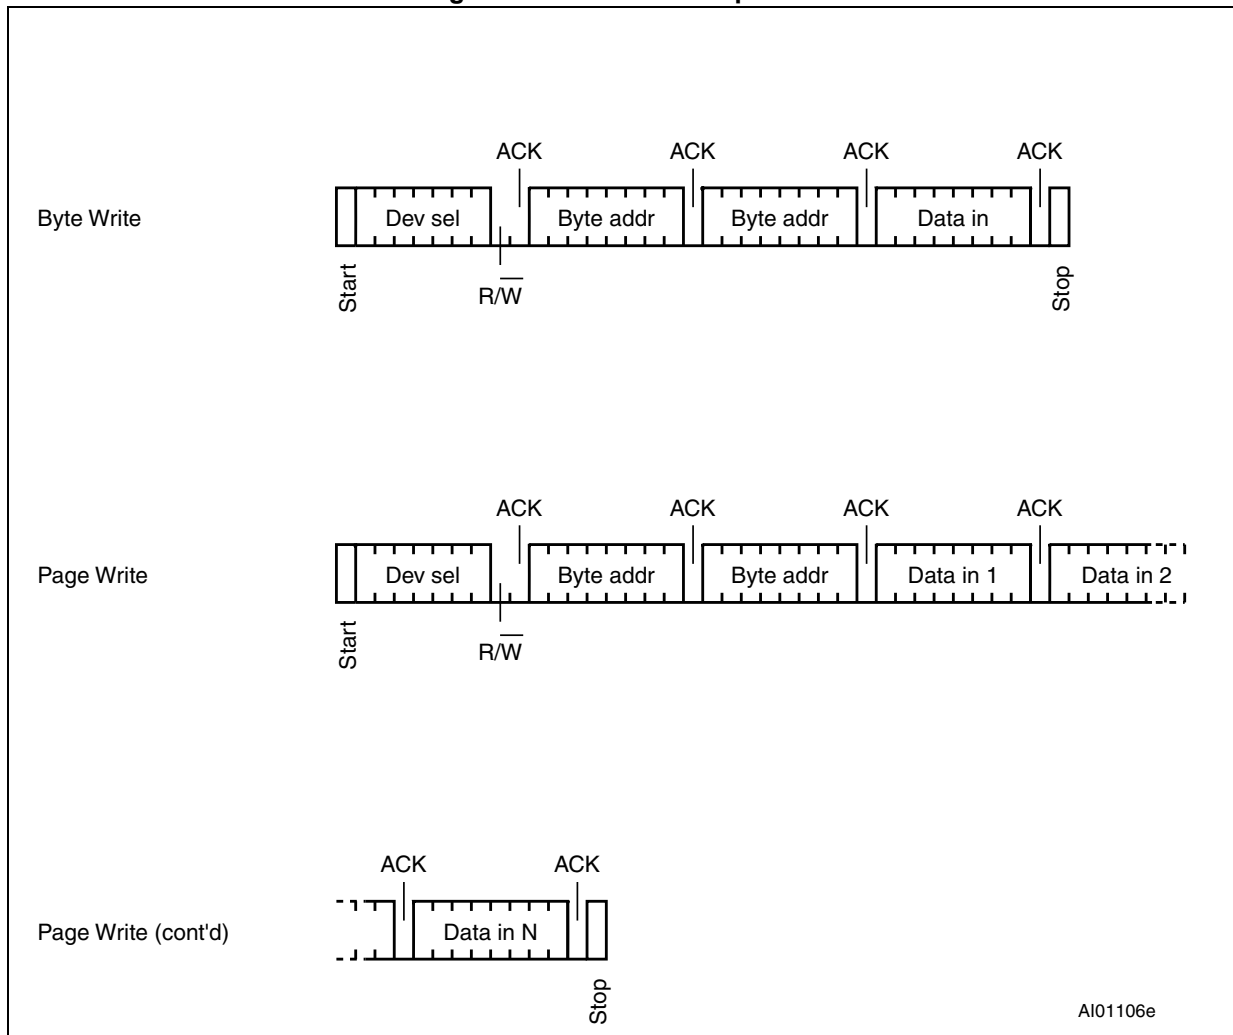 ACK ACK ACK ACK
Byte Write Dev sel Byte addr Byte addr Data in
Start R/W̅ Stop
ACK ACK ACK ACK
Page Write Dev sel Byte addr Byte addr Data in 1 Data in 2
Start R/W̅
ACK ACK
Page Write (cont'd) Data in N
Stop
AI01106e